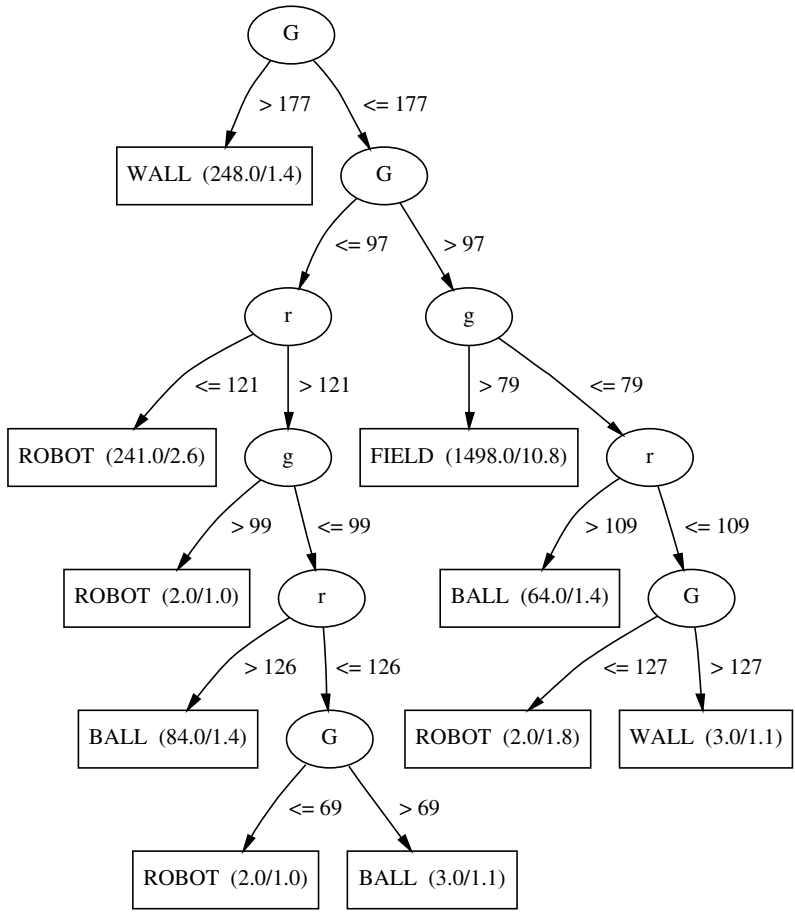 G
> 177
<= 177
WALL (248.0/1.4)
G
<= 97
> 97
r
g
<= 121
> 121
> 79
<= 79
ROBOT (241.0/2.6)
g
FIELD (1498.0/10.8)
r
> 99
<= 99
> 109
<= 109
ROBOT (2.0/1.0)
r
BALL (64.0/1.4)
G
> 126
<= 126
<= 127
> 127
BALL (84.0/1.4)
G
ROBOT (2.0/1.8)
WALL (3.0/1.1)
<= 69
> 69
ROBOT (2.0/1.0)
BALL (3.0/1.1)